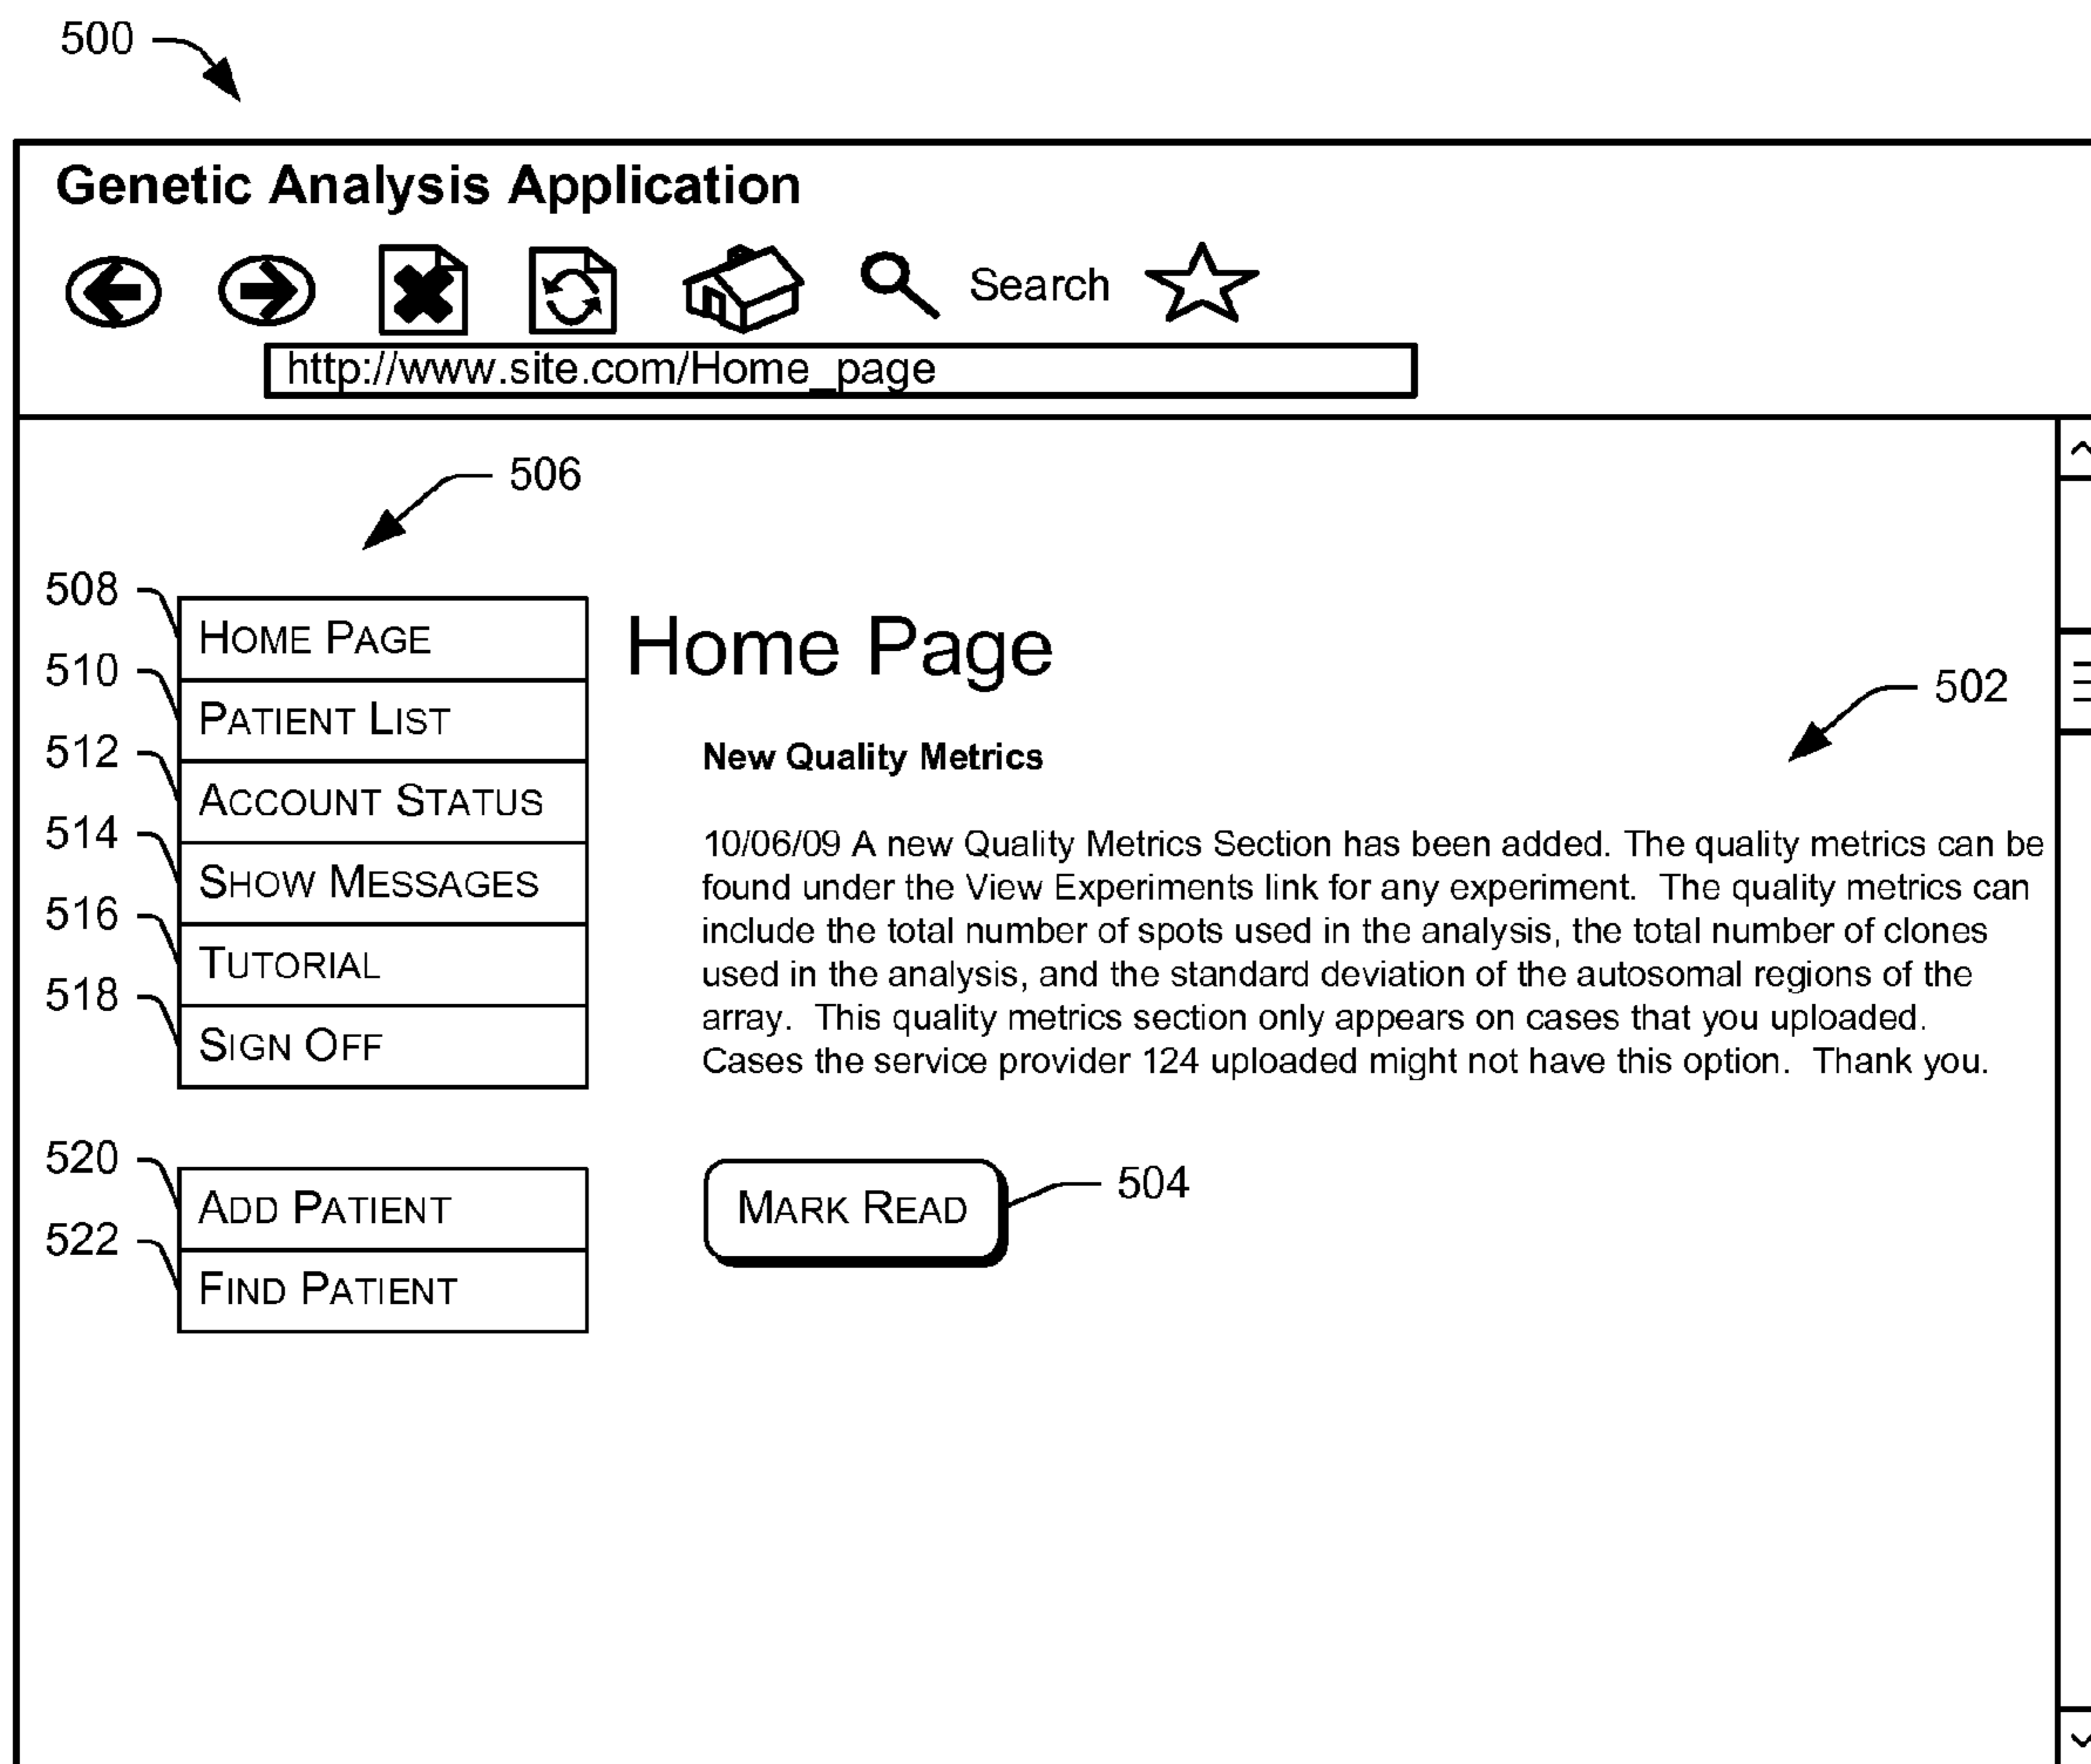 500
Genetic Analysis Application
Search
http://www.site.com/Home_page
506
508
HOME PAGE
510
PATIENT LIST
512
ACCOUNT STATUS
514
SHOW MESSAGES
516
TUTORIAL
518
SIGN OFF
520
ADD PATIENT
522
FIND PATIENT
Home Page
502
New Quality Metrics
10/06/09 A new Quality Metrics Section has been added. The quality metrics can be
found under the View Experiments link for any experiment.  The quality metrics can
include the total number of spots used in the analysis, the total number of clones
used in the analysis, and the standard deviation of the autosomal regions of the
array.  This quality metrics section only appears on cases that you uploaded.
Cases the service provider 124 uploaded might not have this option.  Thank you.
MARK READ
504